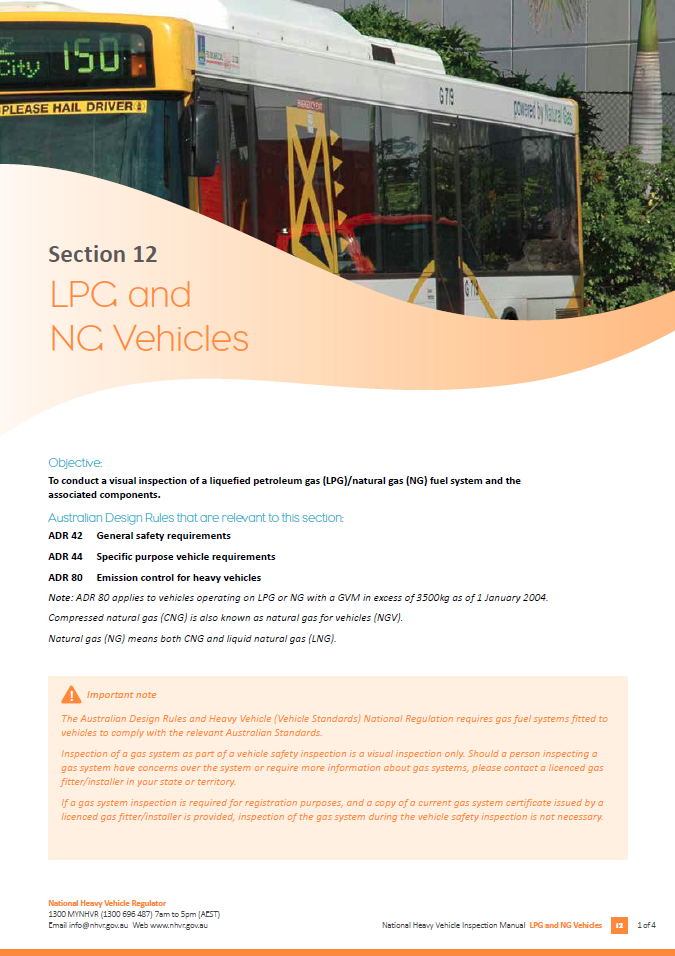 Z
City 150
PLEASE HAIL DRIVER
EMERGENCY EXIT
G 719
powered by Natural Gas
G 719
Section 12
LPG and
NG Vehicles
Objective:
To conduct a visual inspection of a liquefied petroleum gas (LPG)/natural gas (NG) fuel system and the
associated components.
Australian Design Rules that are relevant to this section:
ADR 42 General safety requirements
ADR 44 Specific purpose vehicle requirements
ADR 80 Emission control for heavy vehicles
Note: ADR 80 applies to vehicles operating on LPG or NG with a GVM in excess of 3500kg as of 1 January 2004.
Compressed natural gas (CNG) is also known as natural gas for vehicles (NGV).
Natural gas (NG) means both CNG and liquid natural gas (LNG).
Important note
The Australian Design Rules and Heavy Vehicle (Vehicle Standards) National Regulation requires gas fuel systems fitted to
vehicles to comply with the relevant Australian Standards.
Inspection of a gas system as part of a vehicle safety inspection is a visual inspection only. Should a person inspecting a
gas system have concerns over the system or require more information about gas systems, please contact a licenced gas
fitter/installer in your state or territory.
If a gas system inspection is required for registration purposes, and a copy of a current gas system certificate issued by a
licenced gas fitter/installer is provided, inspection of the gas system during the vehicle safety inspection is not necessary.
National Heavy Vehicle Regulator
1300 MYNHVR (1300 696 487) 7am to 5pm (AEST)
Email info@nhvr.gov.au Web www.nhvr.gov.au
National Heavy Vehicle Inspection Manual LPG and NG Vehicles 12 1 of 4